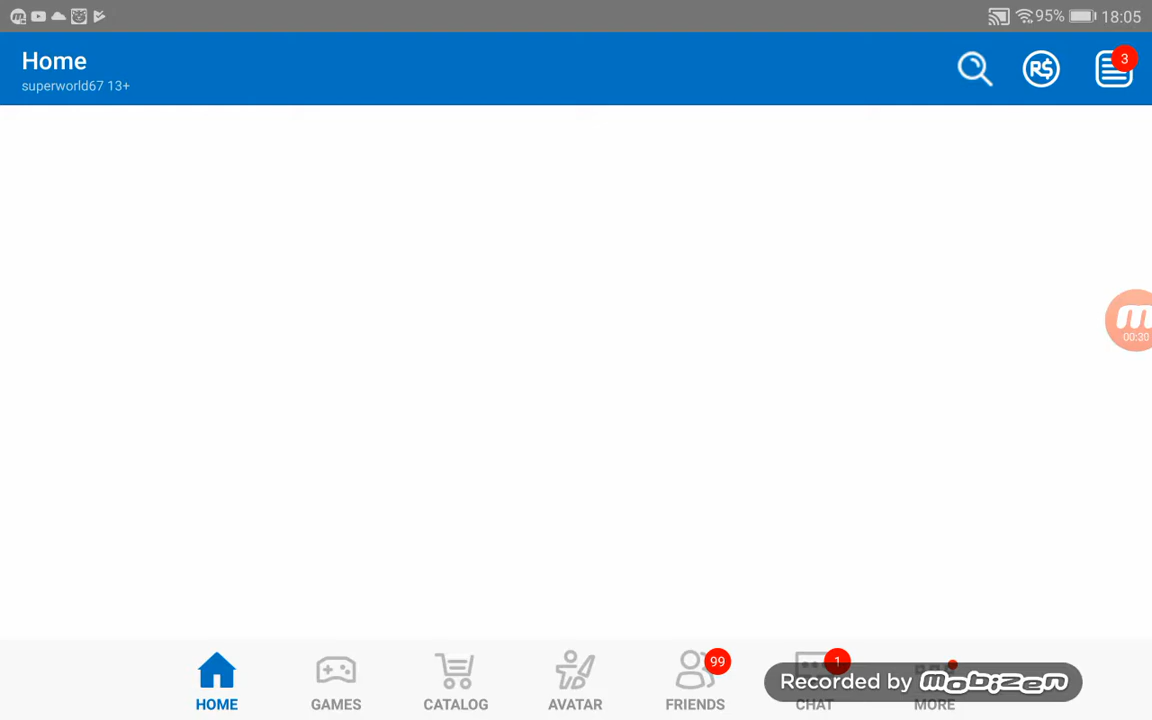 95% 18:05
Home
superworld67 13+
R$
3
m
00:30
99
1
Recorded by mobizen
HOME
GAMES
CATALOG
AVATAR
FRIENDS
CHAT
MORE